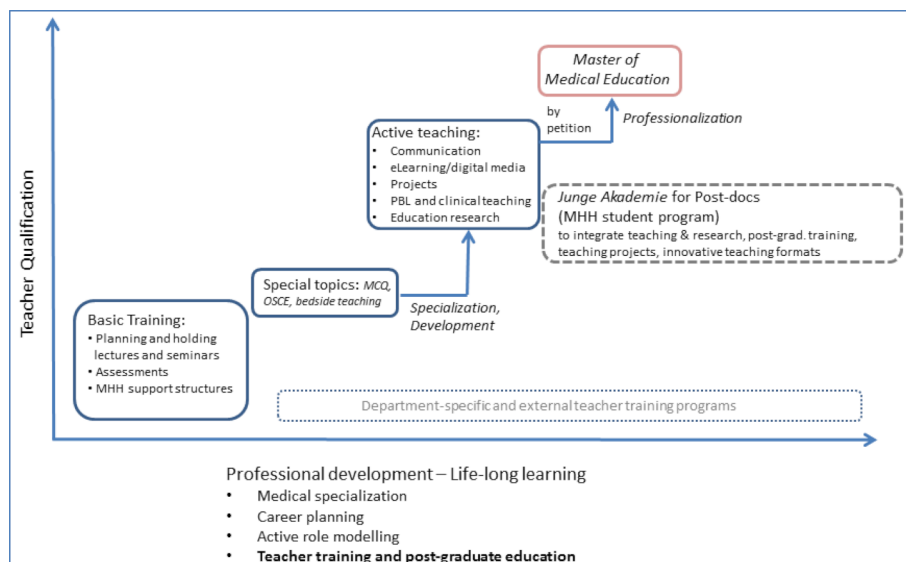 Master of
Medical Education
by
petition
Professionalization
Active teaching:
• Communication
• eLearning/digital media
• Projects
• PBL and clinical teaching
• Education research
Junge Akademie for Post-docs
(MHH student program)
to integrate teaching & research, post-grad. training,
teaching projects, innovative teaching formats
Special topics: MCQ,
OSCE, bedside teaching
Specialization,
Development
Basic Training:
• Planning and holding
lectures and seminars
• Assessments
• MHH support structures
Teacher Qualification
Department-specific and external teacher training programs
Professional development – Life-long learning
• Medical specialization
• Career planning
• Active role modelling
• Teacher training and post-graduate education